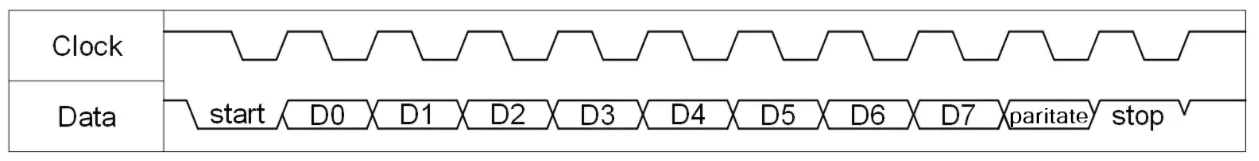 Clock
Data start D0 D1 D2 D3 D4 D5 D6 D7 paritate stop